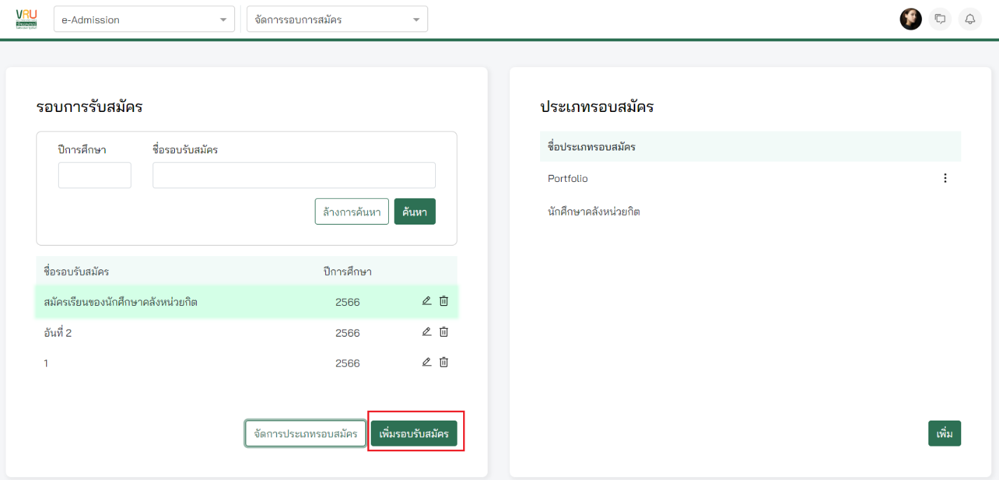 VRU
e-Admission
จัดการรอบการสมัคร
รอบการรับสมัคร
ปีการศึกษา
ชื่อรอบรับสมัคร
ล้างการค้นหา
ค้นหา
ชื่อรอบรับสมัคร
ปีการศึกษา
สมัครเรียนของนักศึกษาคลังหน่วยกิต
2566
อันที่ 2
2566
1
2566
จัดการประเภทรอบสมัคร
เพิ่มรอบรับสมัคร
ประเภทรอบสมัคร
ชื่อประเภทรอบสมัคร
Portfolio
นักศึกษาคลังหน่วยกิต
เพิ่ม